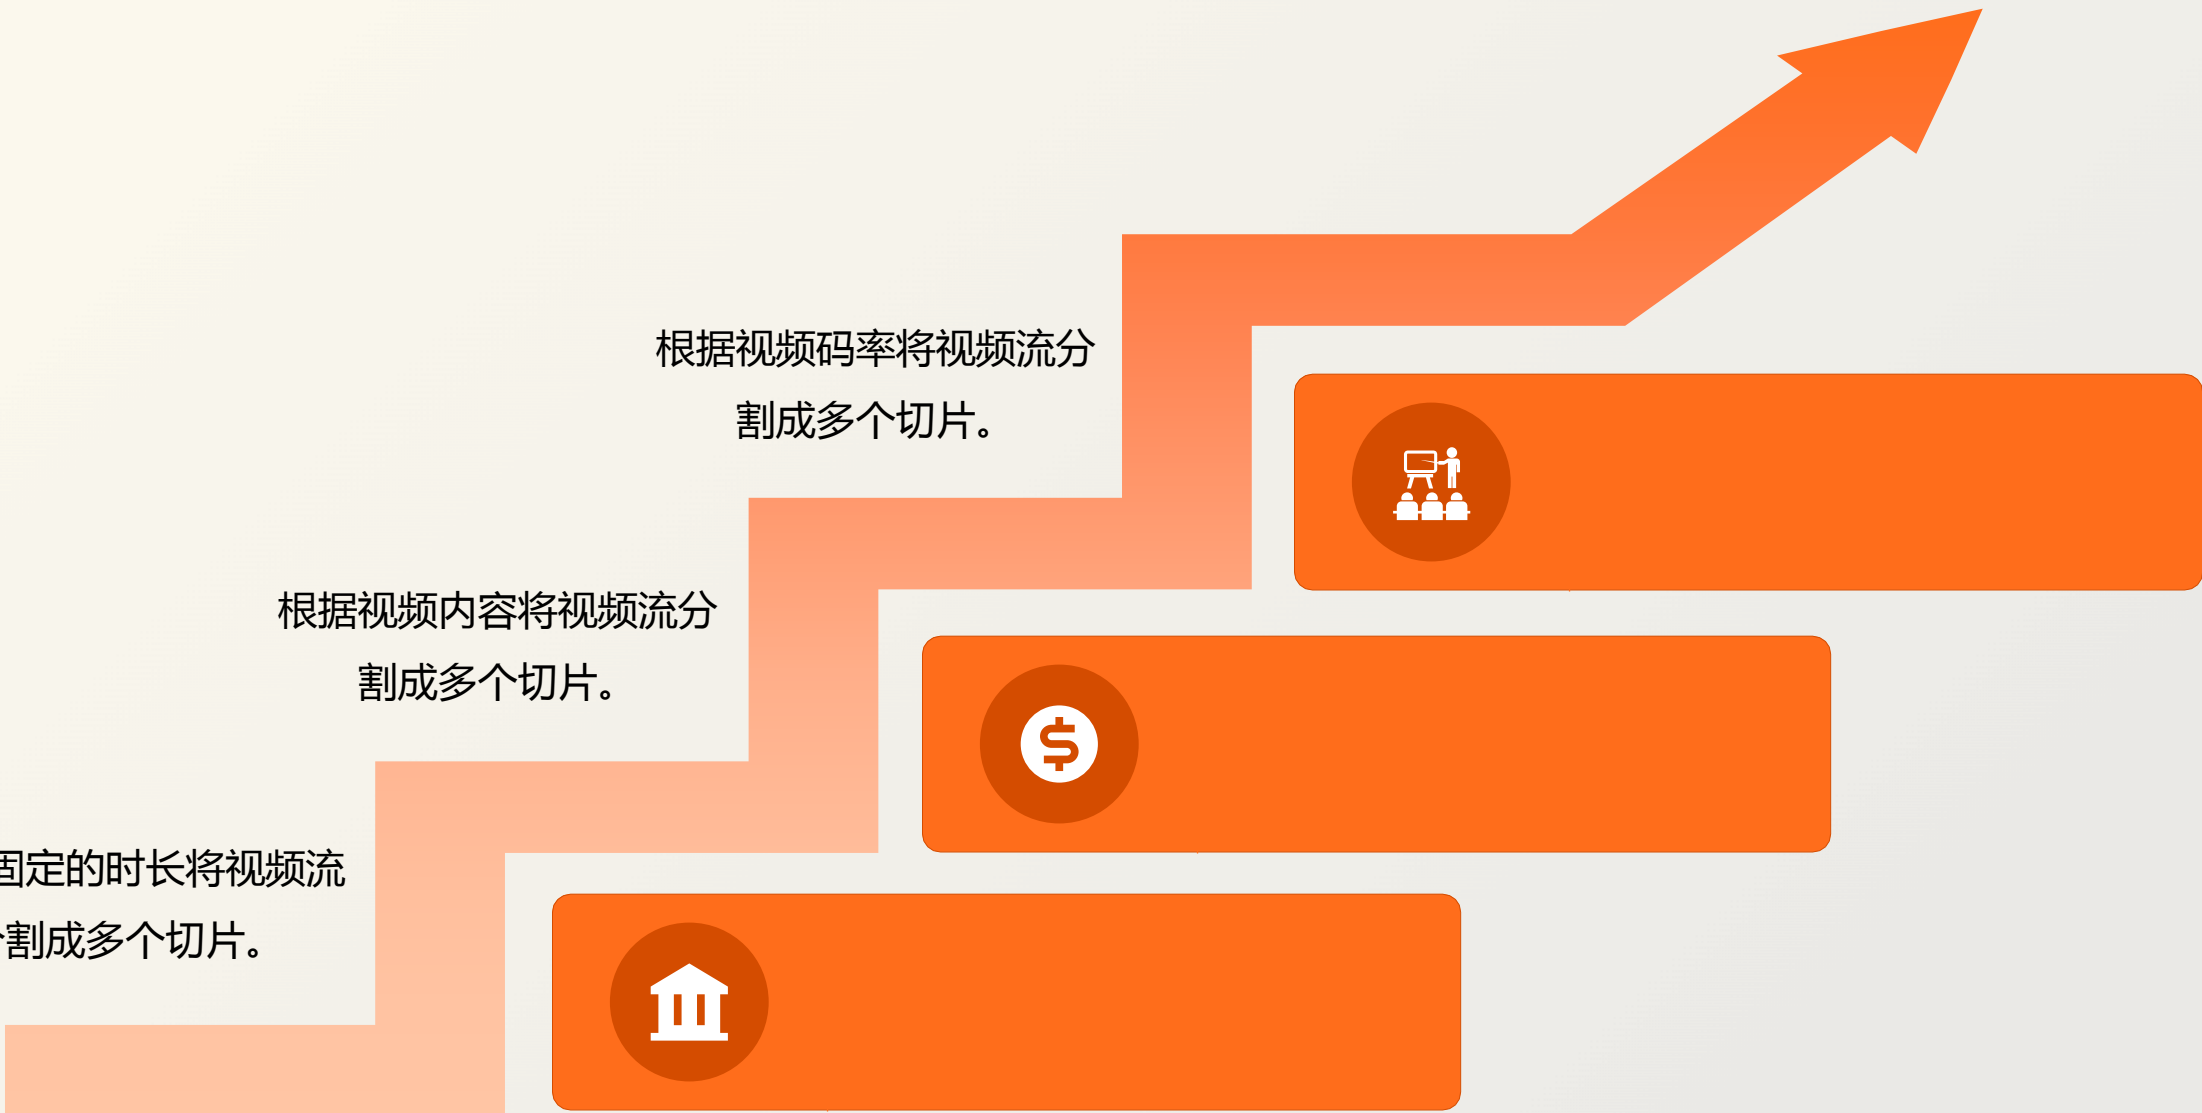 根据视频码率将视频流分
割成多个切片。
根据视频内容将视频流分
割成多个切片。
固定的时长将视频流
割成多个切片。